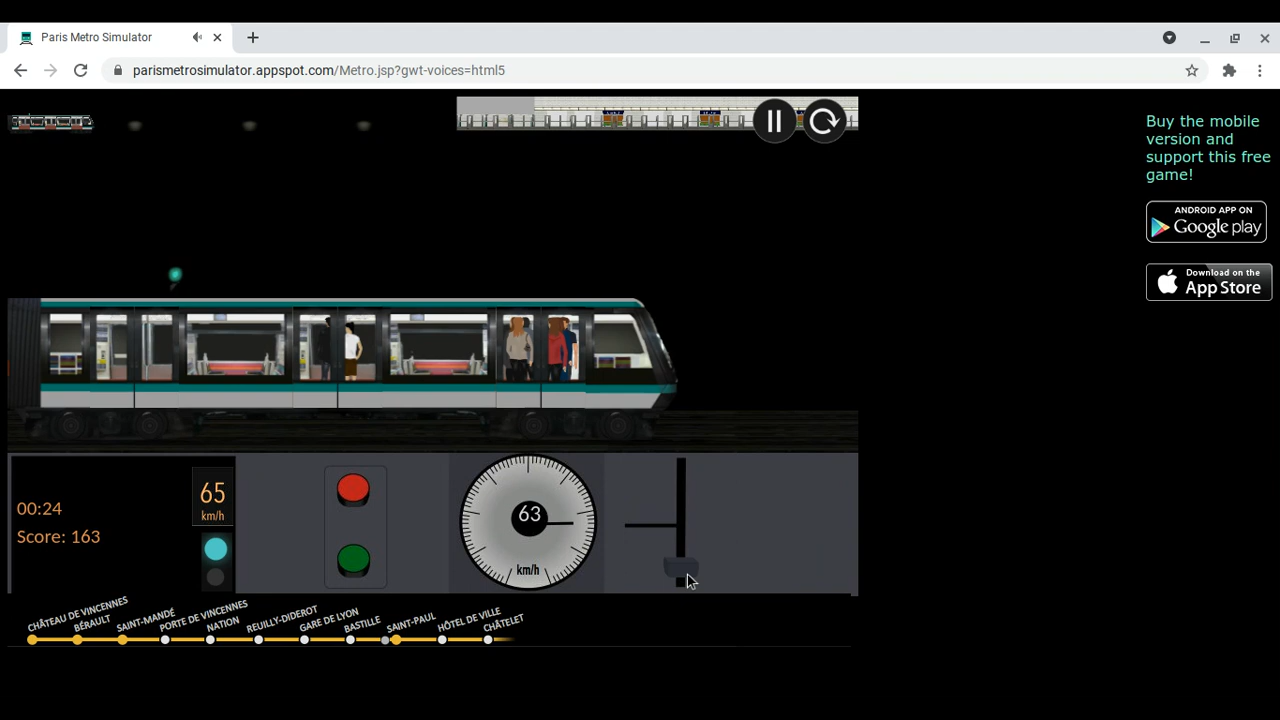 Paris Metro Simulator
parismetrosimulator.appspot.com/Metro.jsp?gwt-voices=html5
Buy the mobile
version and
support this free
game!
ANDROID APP ON
Google play
Download on the
App Store
00:24
Score: 163
65
km/h
63
km/h
CHÂTEAU DE VINCENNES
BÉRAULT
SAINT-MANDÉ
PORTE DE VINCENNES
NATION
REUILLY-DIDEROT
GARE DE LYON
BASTILLE
SAINT-PAUL
HÔTEL DE VILLE
CHÂTELET